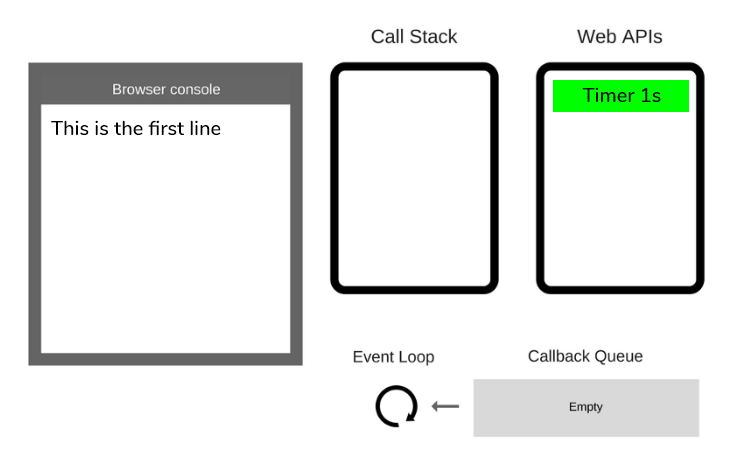 Call Stack
Web APIs
Browser console
This is the first line
Timer 1s
Event Loop
Callback Queue
Empty